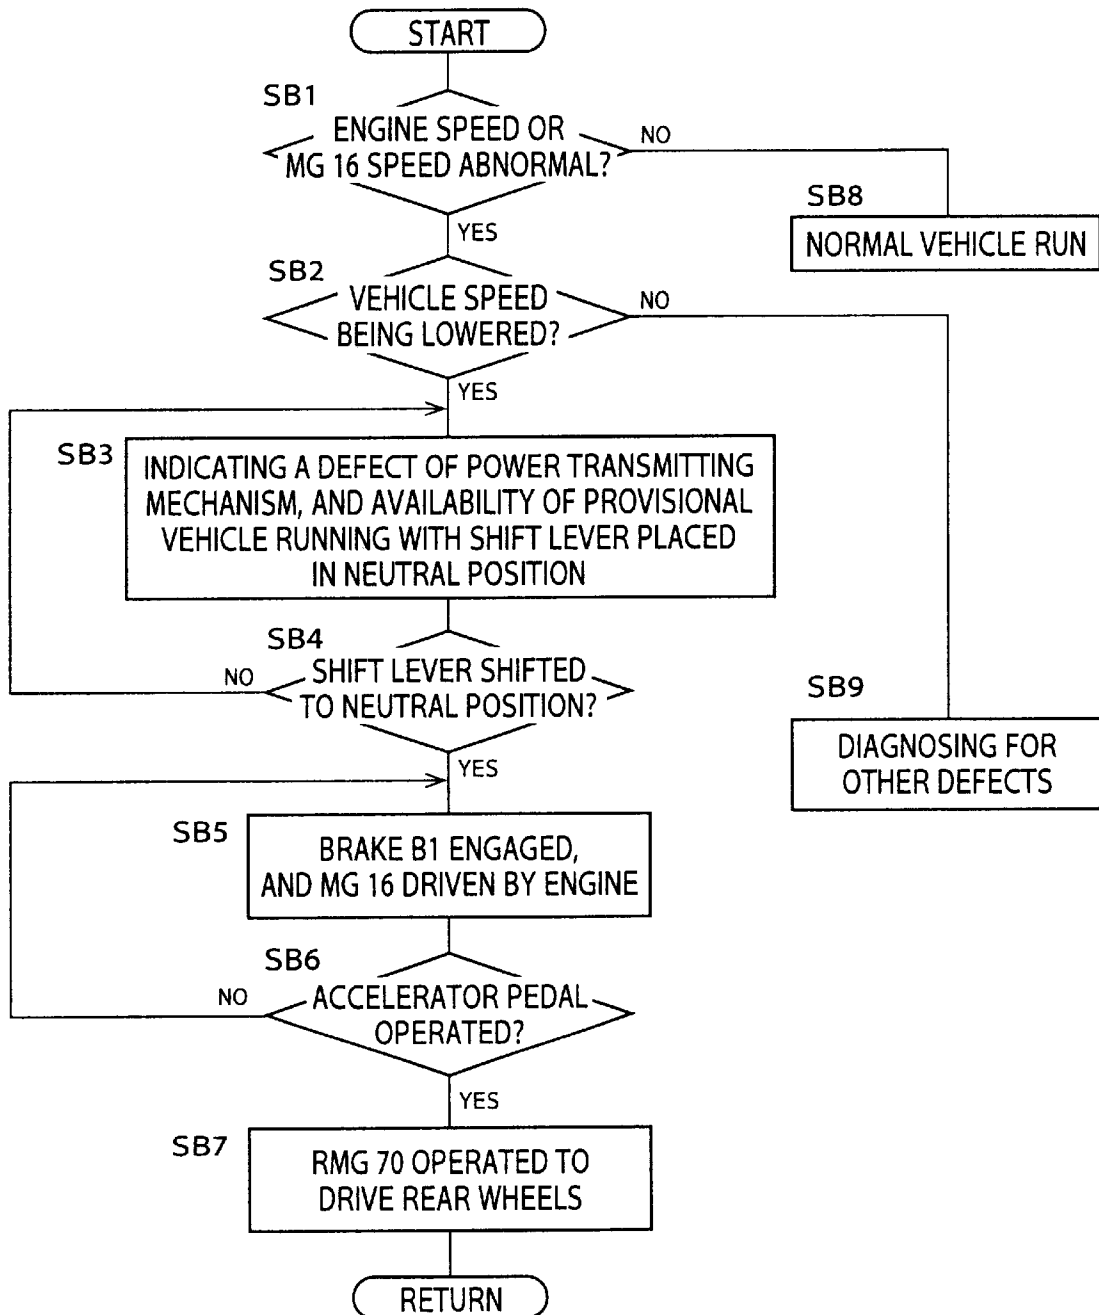 START
SB1
ENGINE SPEED OR
MG 16 SPEED ABNORMAL?
NO
YES
SB8
NORMAL VEHICLE RUN
SB2
VEHICLE SPEED
BEING LOWERED?
NO
YES
SB3
INDICATING A DEFECT OF POWER TRANSMITTING
MECHANISM, AND AVAILABILITY OF PROVISIONAL
VEHICLE RUNNING WITH SHIFT LEVER PLACED
IN NEUTRAL POSITION
SB4
SHIFT LEVER SHIFTED
TO NEUTRAL POSITION?
NO
YES
SB9
DIAGNOSING FOR
OTHER DEFECTS
SB5
BRAKE B1 ENGAGED,
AND MG 16 DRIVEN BY ENGINE
SB6
ACCELERATOR PEDAL
OPERATED?
NO
YES
SB7
RMG 70 OPERATED TO
DRIVE REAR WHEELS
RETURN